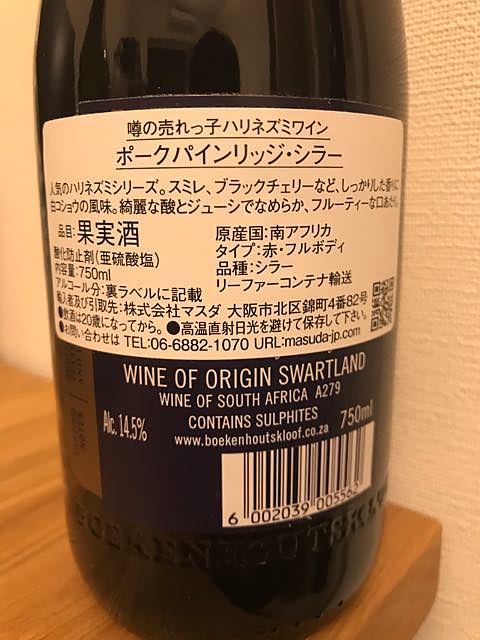 噂の売れっ子ハリネズミワイン
ポークパインリッジ・シラー
人気のハリネズミシリーズ。スミレ、ブラックチェリーなど、しっかりした香りに
白コショウの風味。綺麗な酸とジューシでなめらか、フルーティーな口あたり。
品目:果実酒
酸化防止剤(亜硫酸塩)
内容量:750ml
アルコール分:裏ラベルに記載
原産国:南アフリカ
タイプ:赤・フルボディ
品種:シラー
リーファーコンテナ輸送
輸入者及び引取先:株式会社マスダ 大阪市北区錦町4番82号
●飲酒は20歳になってから。●高温直射日光を避けて保存して下さい。
●お問い合わせは TEL:06-6882-1070 URL:masuda-jp.com
WINE OF ORIGIN SWARTLAND
WINE OF SOUTH AFRICA A279
CONTAINS SULPHITES
Alc. 14.5%
www.boekenhoutskloof.co.za
750ml
6 002039 005562
BOEKENHOUTSKL